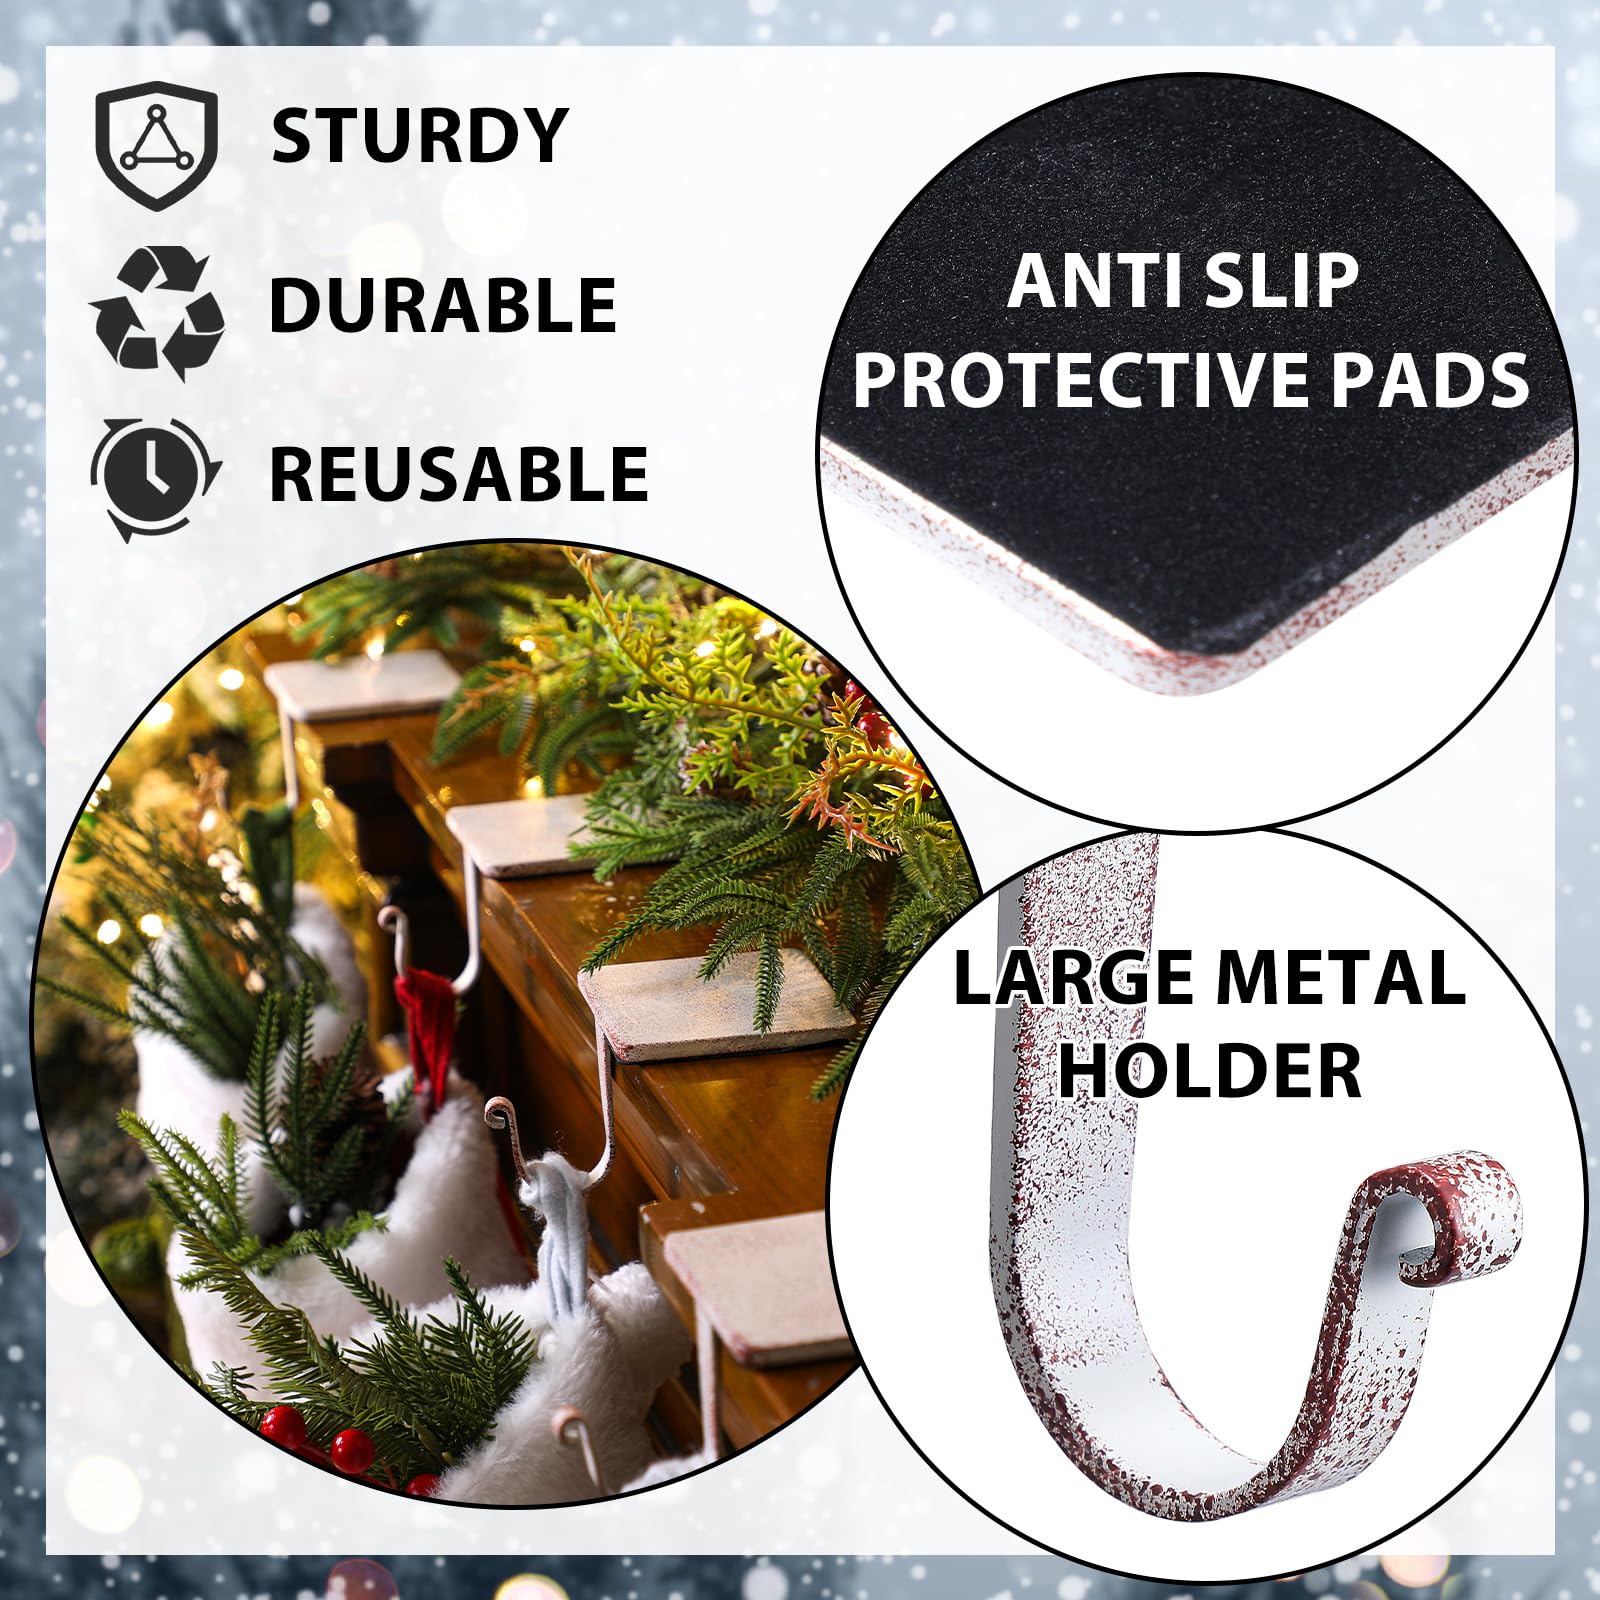 STURDY
DURABLE
REUSABLE
ANTI SLIP
PROTECTIVE PADS
LARGE METAL
HOLDER